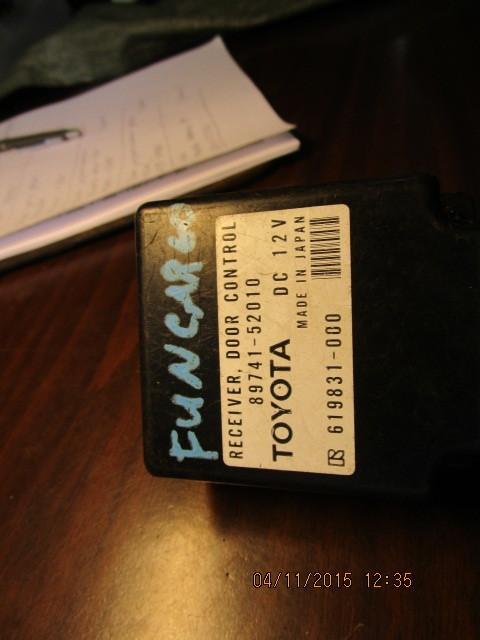 FUNCARGO
RECEIVER, DOOR CONTROL
89741-52010
TOYOTA DC 12V
MADE IN JAPAN
619831-000
04/11/2015 12:35